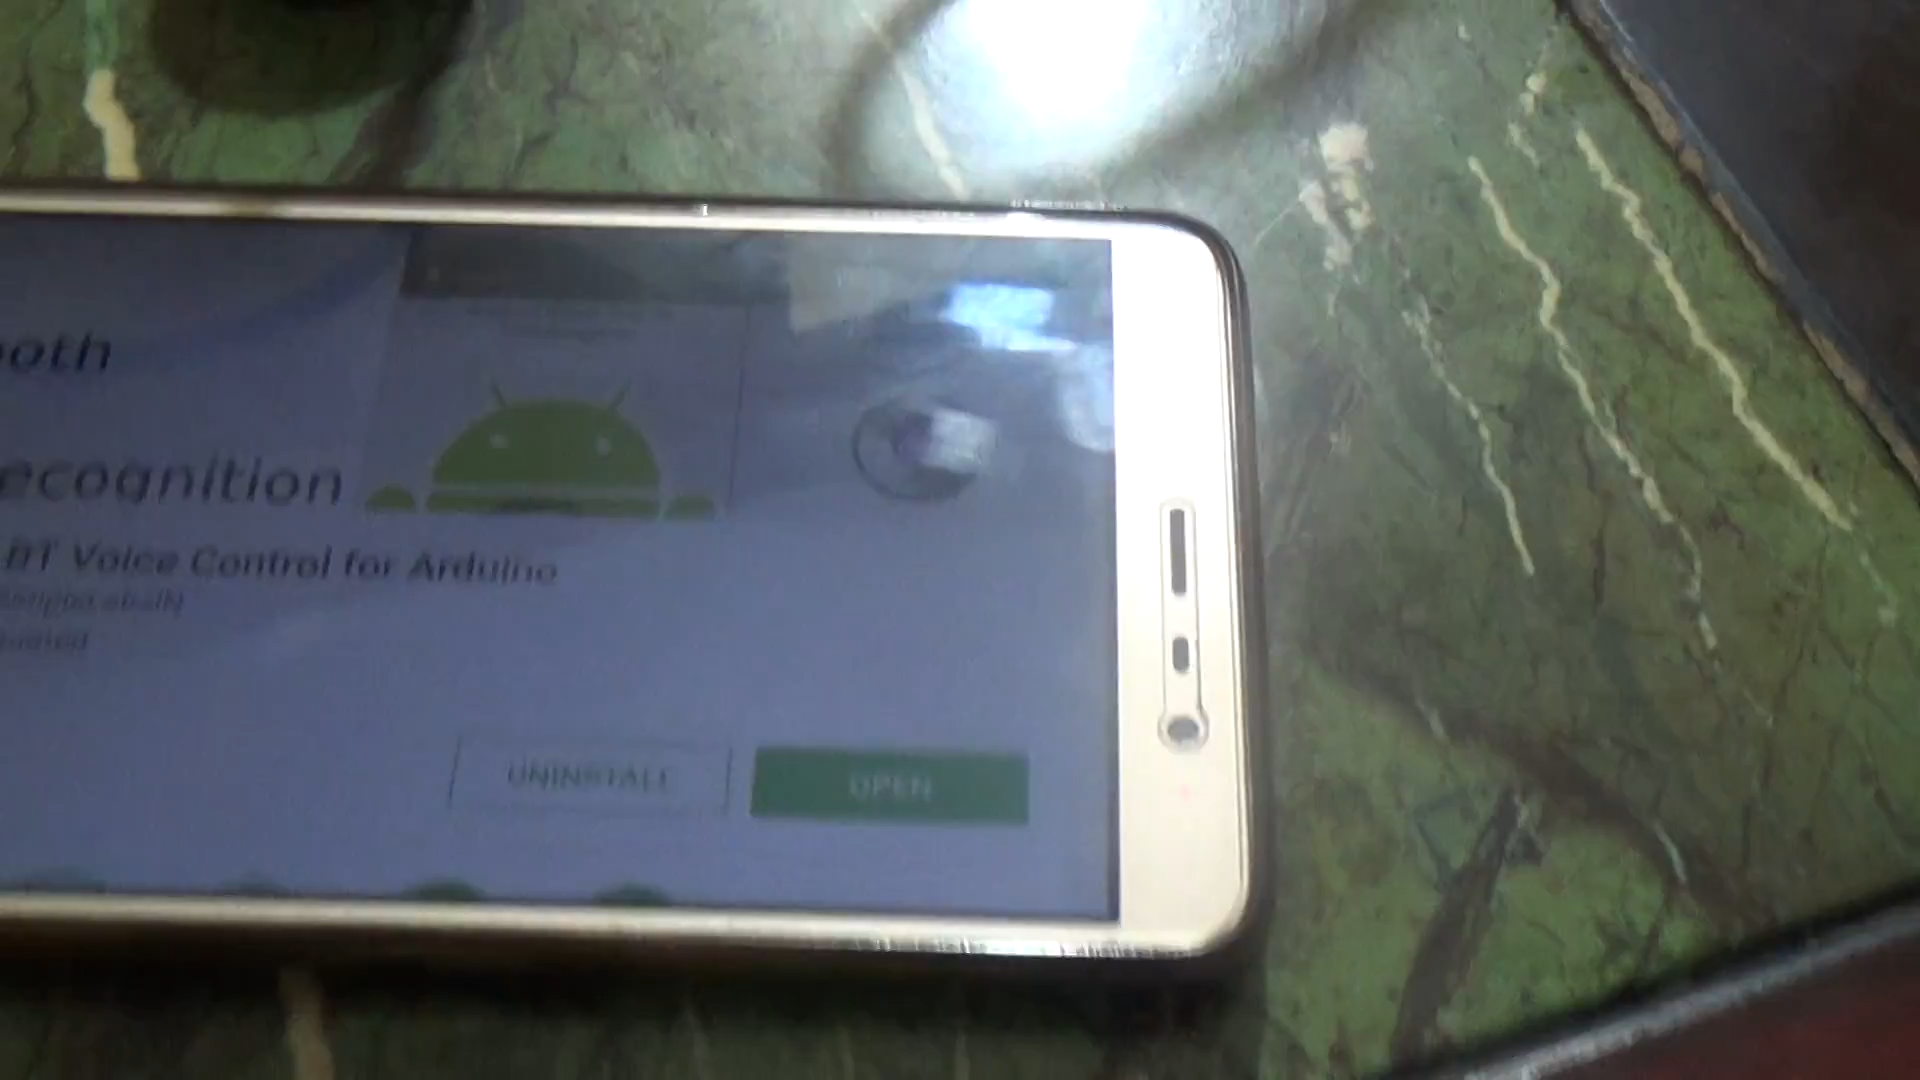 ooth
ecognition
BT Voice Control for Arduino
UNINSTALL
OPEN